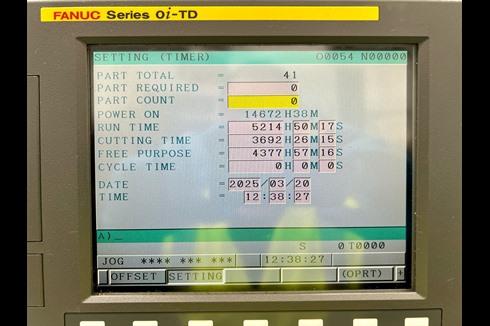 FANUC Series 0i-TD
SETTING (TIMER) O0054 N00000
PART TOTAL = 41
PART REQUIRED = 0
PART COUNT = 0
POWER ON = 14672H38M
RUN TIME = 5214H50M17S
CUTTING TIME = 3692H26M15S
FREE PURPOSE = 4377H57M16S
CYCLE TIME = 0H 0M 0S
DATE = 2025/03/20
TIME = 12:38:27
A)_
S 0T0000
JOG **** *** *** 12:38:27
OFFSET SETTING (OPRT) +